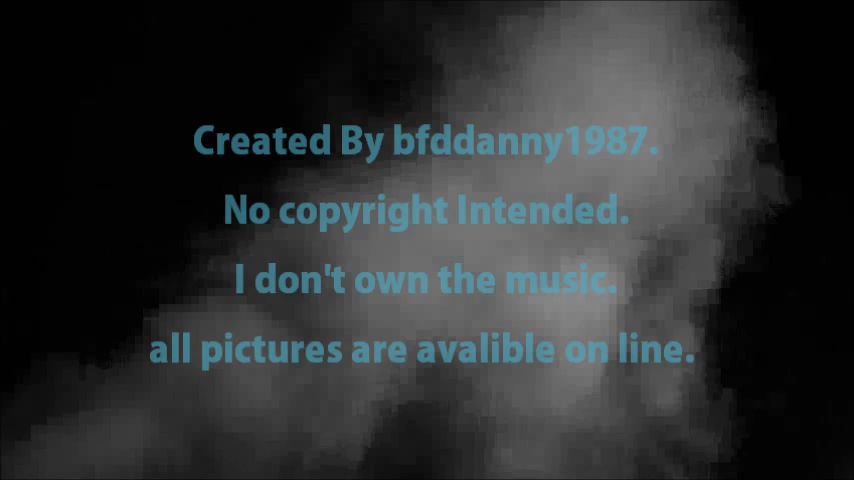 Created By bfddanny1987.
No copyright Intended.
I don't own the music.
all pictures are avalible on line.